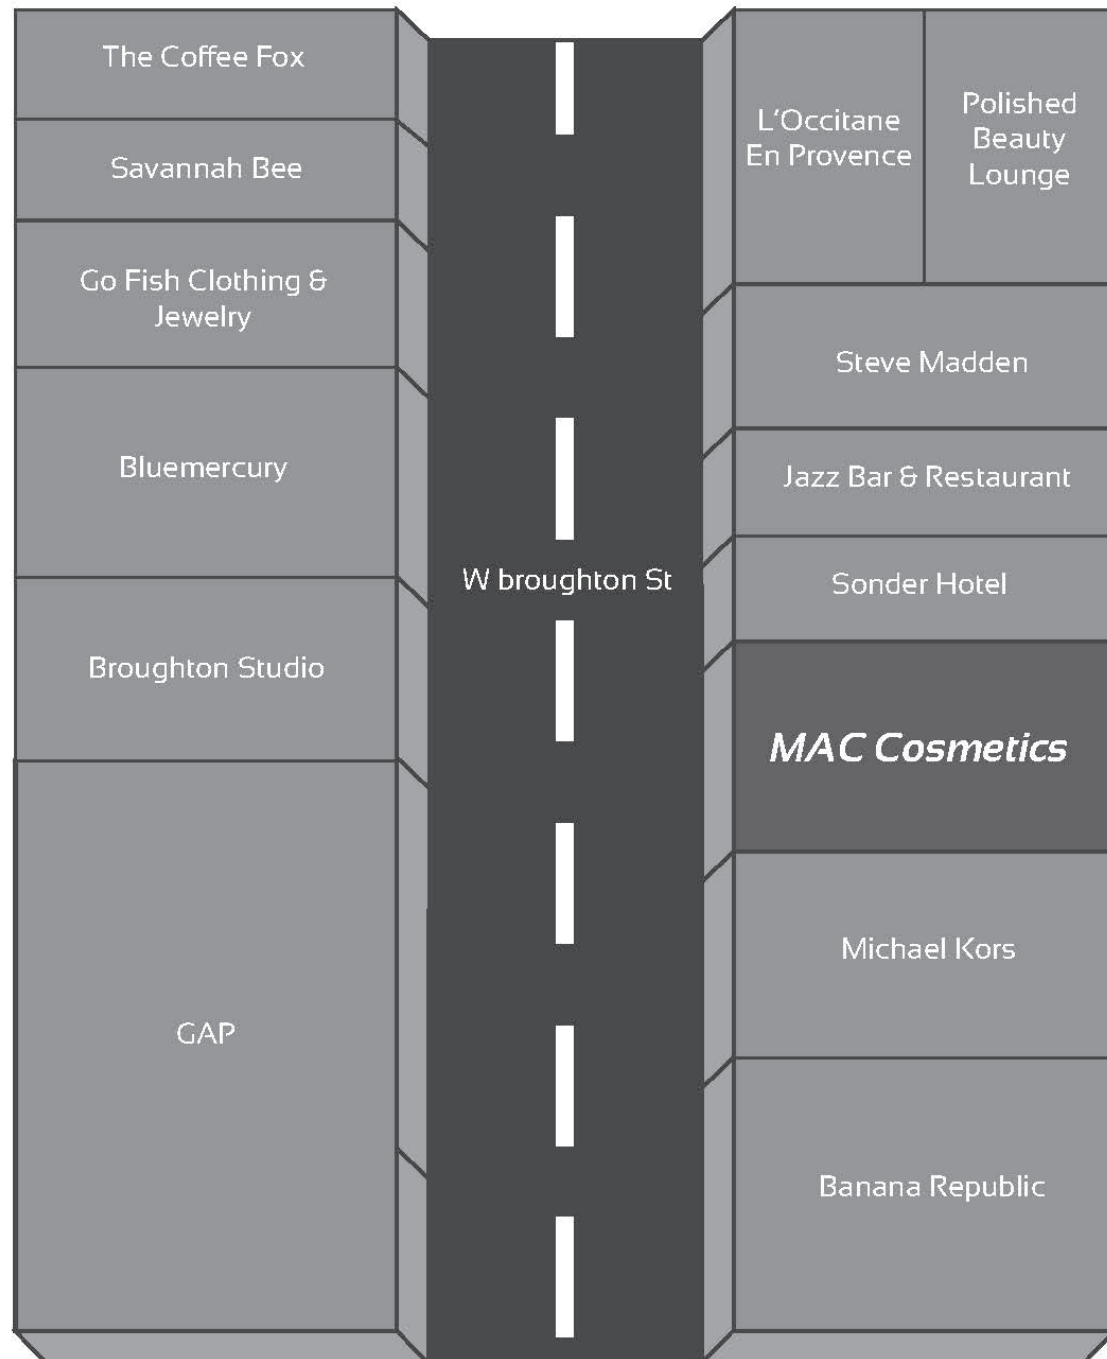 The Coffee Fox
Savannah Bee
Go Fish Clothing &
Jewelry
Bluemercury
Broughton Studio
GAP
W broughton St
L'Occitane
En Provence
Polished
Beauty
Lounge
Steve Madden
Jazz Bar & Restaurant
Sonder Hotel
MAC Cosmetics
Michael Kors
Banana Republic